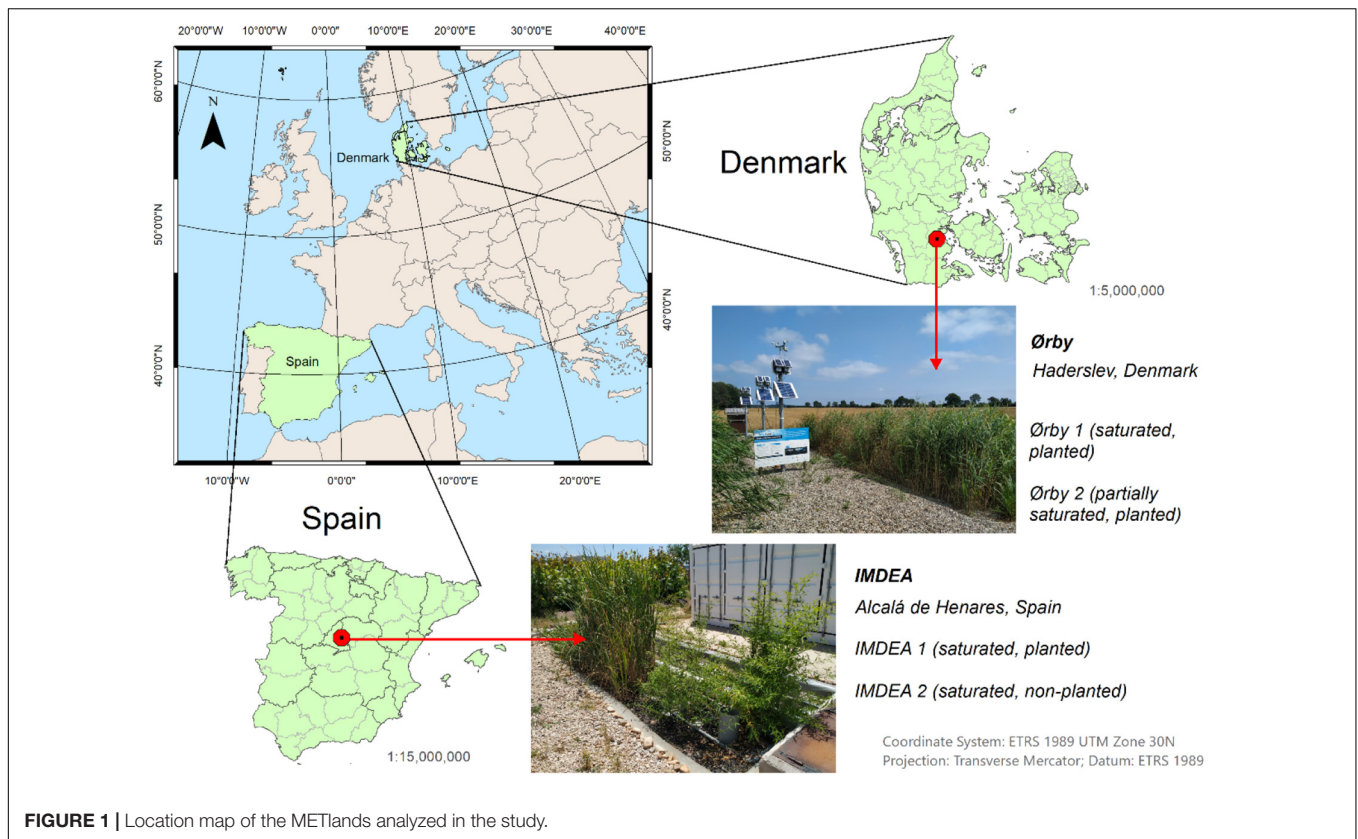 20°0'0"W 10°0'0"W 0°0'0" 10°0'0"E 20°0'0"E 30°0'0"E 40°0'0"E
60°0'0"N
50°0'0"N
40°0'0"N
50°0'0"N
40°0'0"N
N
Denmark
Spain
10°0'0"W 0°0'0" 10°0'0"E 20°0'0"E
Denmark
1:5,000,000
Ørby
Haderslev, Denmark
Ørby 1 (saturated,
planted)
Ørby 2 (partially
saturated, planted)
Spain
1:15,000,000
IMDEA
Alcalá de Henares, Spain
IMDEA 1 (saturated, planted)
IMDEA 2 (saturated, non-planted)
Coordinate System: ETRS 1989 UTM Zone 30N
Projection: Transverse Mercator; Datum: ETRS 1989
FIGURE 1 | Location map of the METlands analyzed in the study.